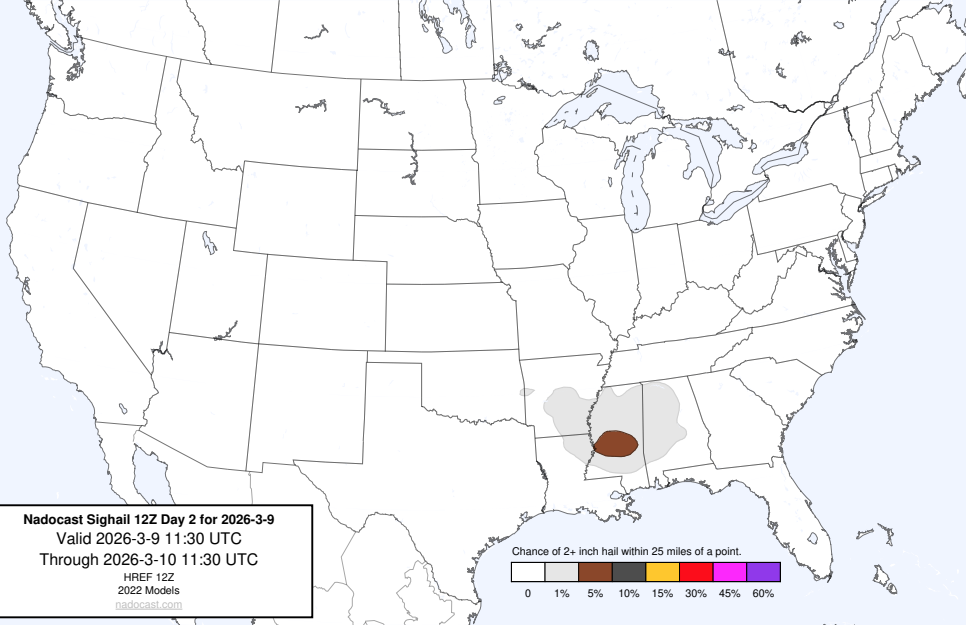 Nadocast Sighail 12Z Day 2 for 2026-3-9
Valid 2026-3-9 11:30 UTC
Through 2026-3-10 11:30 UTC
HREF 12Z
2022 Models
nadocast.com
Chance of 2+ inch hail within 25 miles of a point.
0 1% 5% 10% 15% 30% 45% 60%